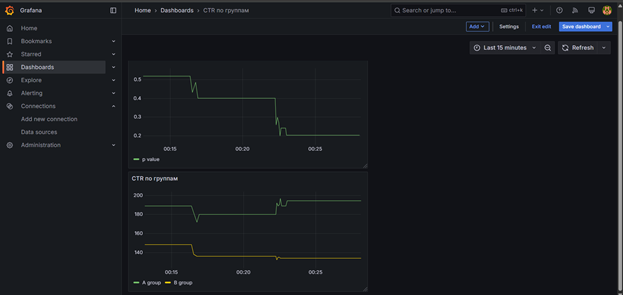 Grafana
Home > Dashboards > CTR по группам
Search or jump to...
ctrl+k
Home
Bookmarks
Starred
Dashboards
Explore
Alerting
Connections
Add new connection
Data sources
Administration
Add
Settings
Exit edit
Save dashboard
Last 15 minutes
Refresh
0.5
0.4
0.3
0.2
00:15
00:20
00:25
p value
CTR по группам
200
180
160
140
00:15
00:20
00:25
A group
B group